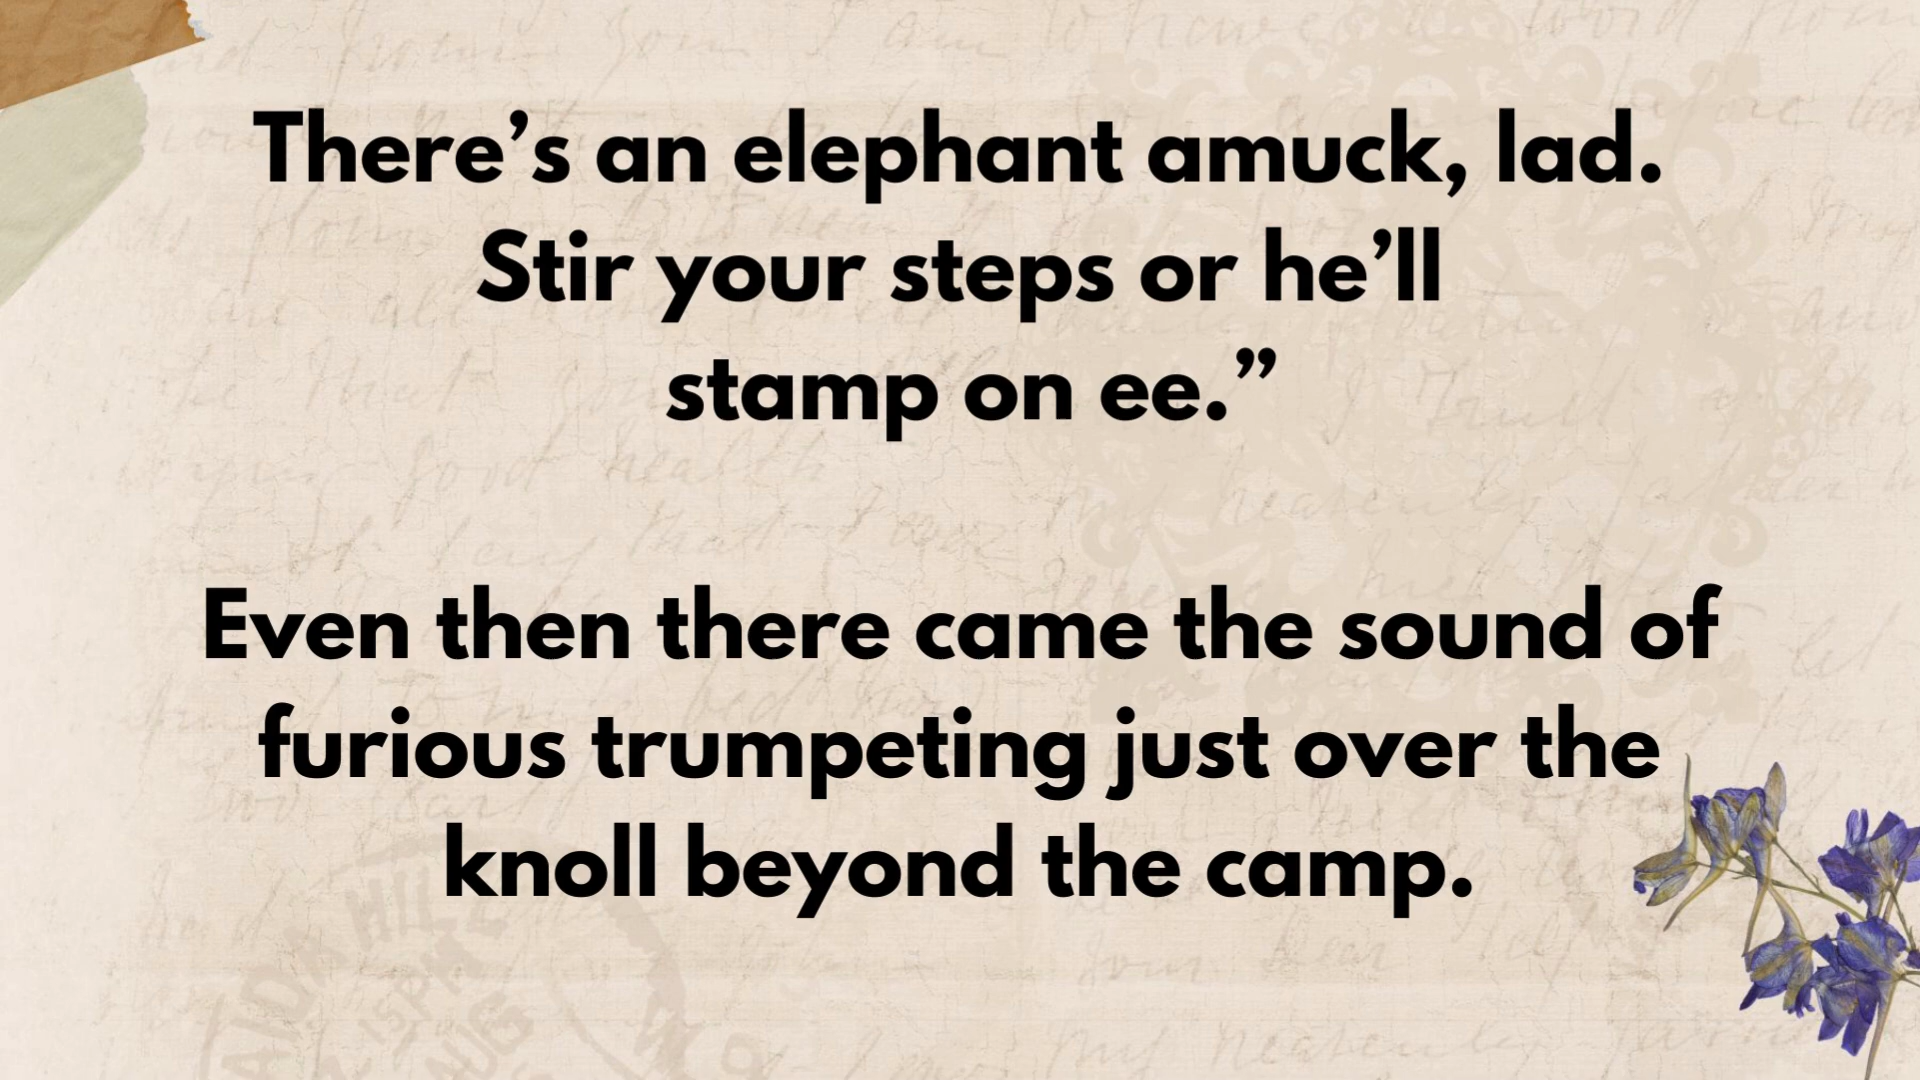 There’s an elephant amuck, lad.
Stir your steps or he’ll
stamp on ee.”
Even then there came the sound of
furious trumpeting just over the
knoll beyond the camp.